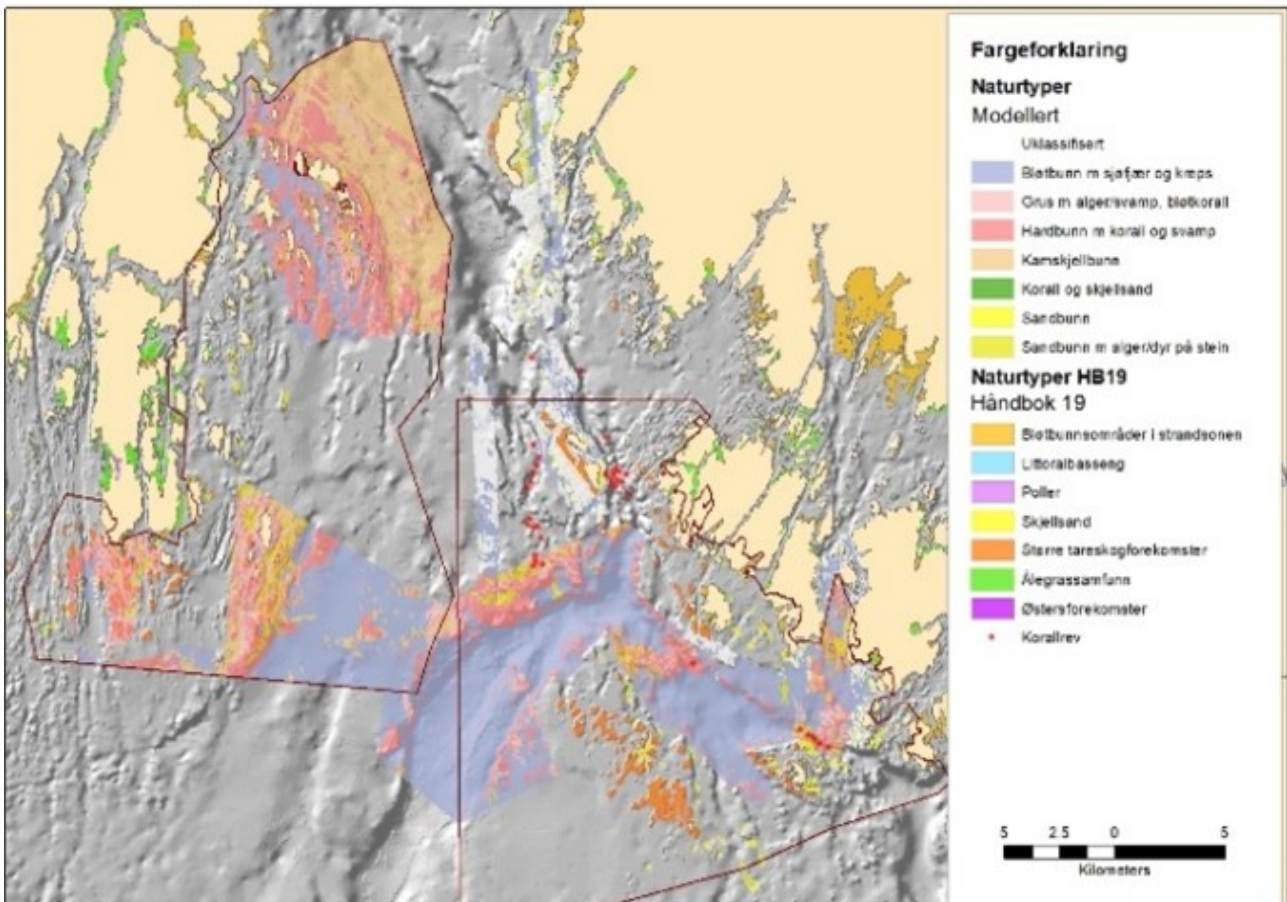 Fargeforklaring
Naturtyper
Modellert
Uklassifisert
Bløtbunn m sjøfjær og kreps
Grus m alger/svamp, bløtkorall
Hardbunn m korall og svamp
Kamskjellbunn
Korall og skjellsand
Sandbunn
Sandbunn m alger/dyr på stein
Naturtyper HB19
Håndbok 19
Bløtbunnsområder i strandsonen
Littoralbasseng
Poller
Skjellsand
Større tareskogforekomster
Ålegrassamfunn
Østersforekomster
Korallrev
5 2.5 0 5
Kilometers